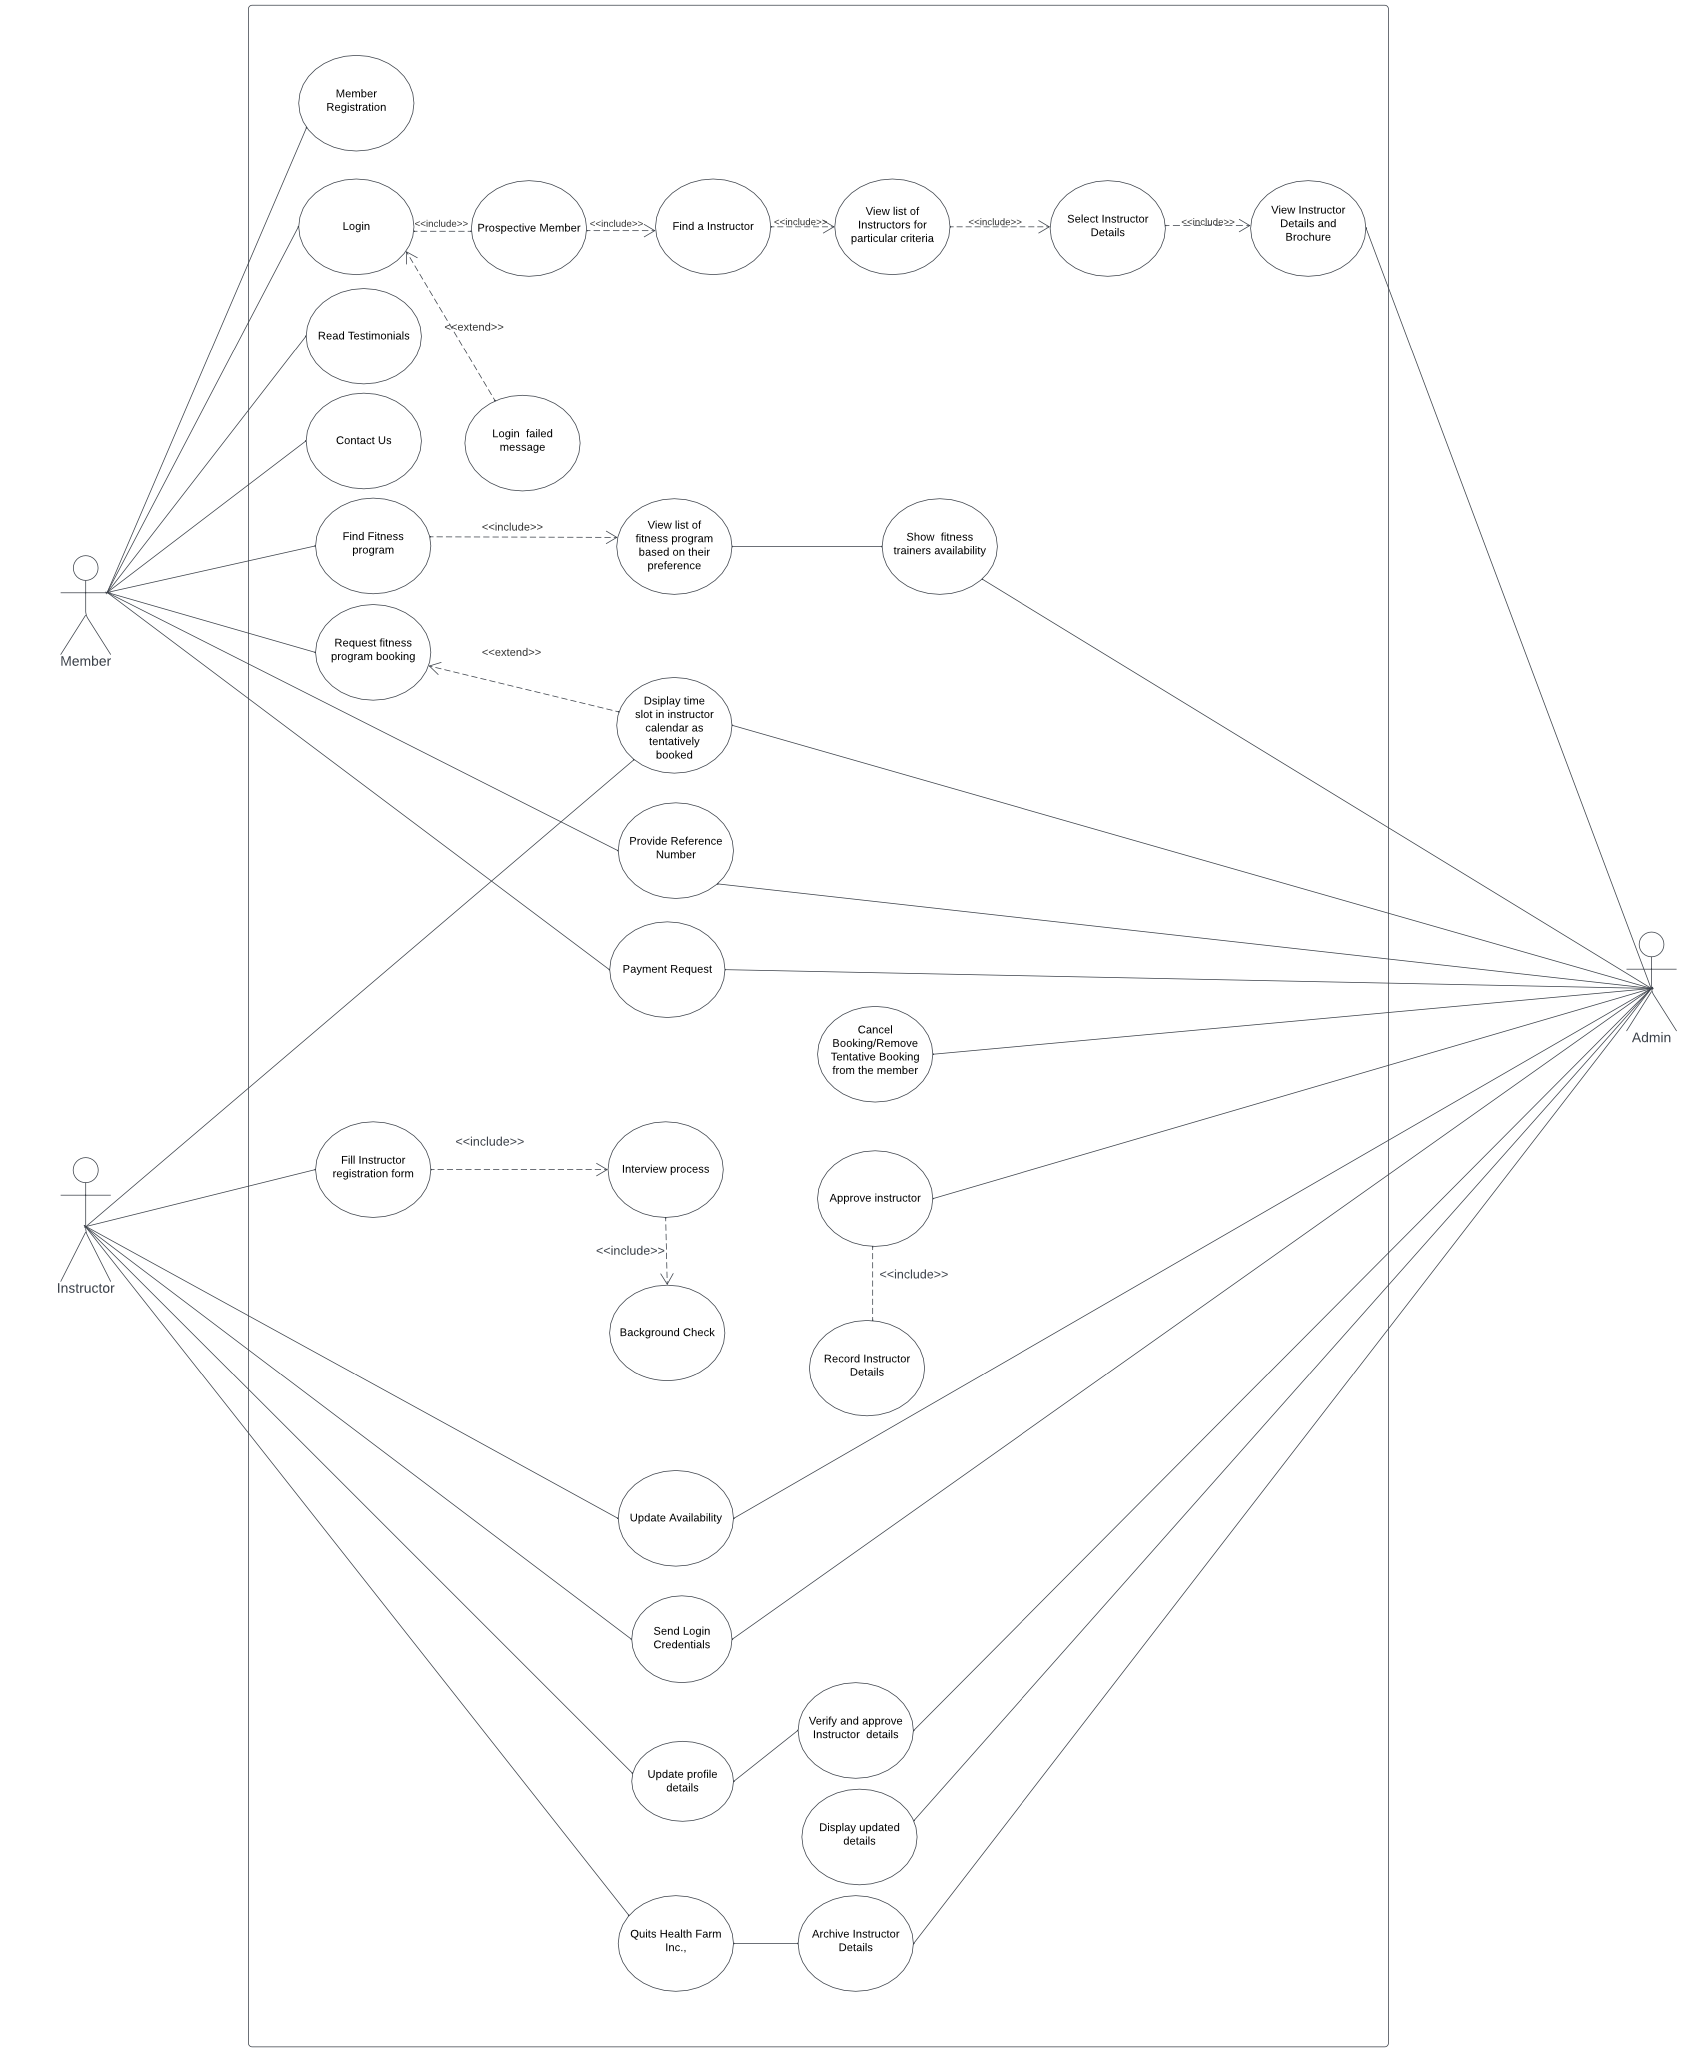 Member
Registration
Login
<<include>>
Prospective Member
<<include>>
Find a Instructor
<<include>>
View list of
Instructors for
particular criteria
<<include>>
Select Instructor
Details
<<include>>
View Instructor
Details and
Brochure
Read Testimonials
<<extend>>
Contact Us
Login  failed
message
Find Fitness
program
<<include>>
View list of
fitness program
based on their
preference
Show  fitness
trainers availability
Member
Request fitness
program booking
<<extend>>
Dsiplay time
slot in instructor
calendar as
tentatively
booked
Provide Reference
Number
Payment Request
Admin
Cancel
Booking/Remove
Tentative Booking
from the member
Fill Instructor
registration form
<<include>>
Interview process
Approve instructor
<<include>>
<<include>>
Instructor
Background Check
Record Instructor
Details
Update Availability
Send Login
Credentials
Verify and approve
Instructor  details
Update profile
details
Display updated
details
Quits Health Farm
Inc.,
Archive Instructor
Details